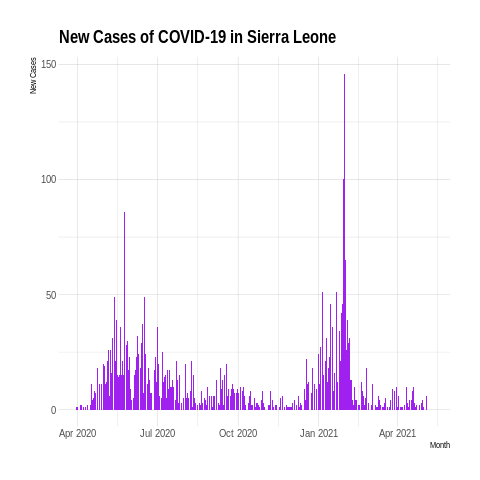 New Cases of COVID-19 in Sierra Leone
New Cases
150
100
50
0
Apr 2020 Jul 2020 Oct 2020 Jan 2021 Apr 2021
Month